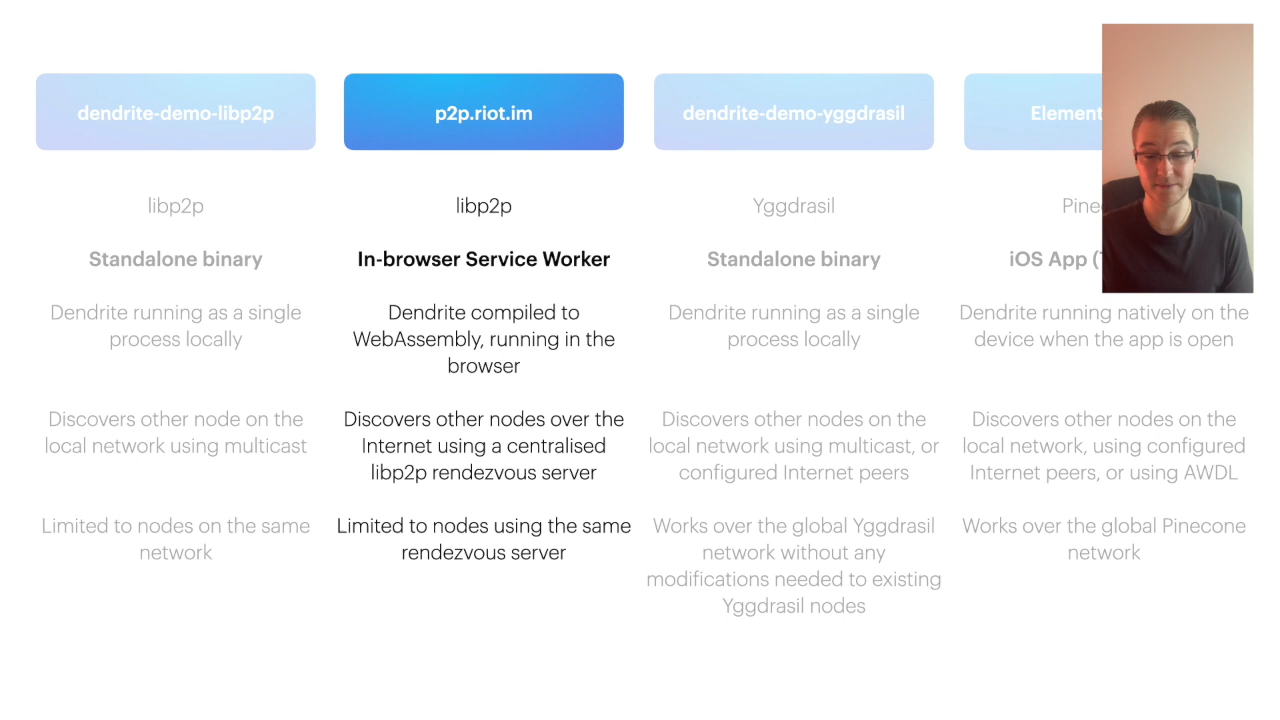 dendrite-demo-libp2p
libp2p
Standalone binary
Dendrite running as a single
process locally
Discovers other node on the
local network using multicast
Limited to nodes on the same
network
p2p.riot.im
libp2p
In-browser Service Worker
Dendrite compiled to
WebAssembly, running in the
browser
Discovers other nodes over the
Internet using a centralised
libp2p rendezvous server
Limited to nodes using the same
rendezvous server
dendrite-demo-yggdrasil
Yggdrasil
Standalone binary
Dendrite running as a single
process locally
Discovers other nodes on the
local network using multicast, or
configured Internet peers
Works over the global Yggdrasil
network without any
modifications needed to existing
Yggdrasil nodes
Element
iOS App
Dendrite running natively on the
device when the app is open
Discovers other nodes on the
local network, using configured
Internet peers, or using AWDL
Works over the global Pinecone
network